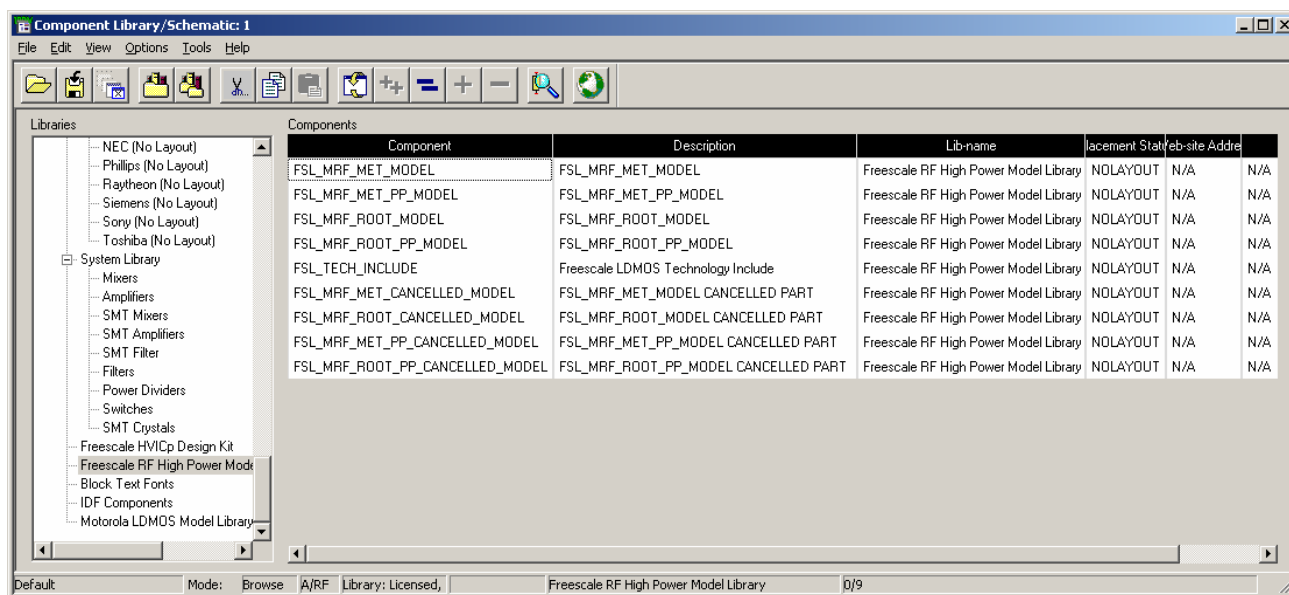 Component Library/Schematic: 1
File Edit View Options Tools Help
Libraries
Components
NEC (No Layout)
Phillips (No Layout)
Raytheon (No Layout)
Siemens (No Layout)
Sony (No Layout)
Toshiba (No Layout)
System Library
Mixers
Amplifiers
SMT Mixers
SMT Amplifiers
SMT Filter
Filters
Power Dividers
Switches
SMT Crystals
Freescale HVICp Design Kit
Freescale RF High Power Mode
Block Text Fonts
IDF Components
Motorola LDMOS Model Library
Component Description Lib-name lacement Stat eb-site Addre
FSL_MRF_MET_MODEL FSL_MRF_MET_MODEL Freescale RF High Power Model Library NOLAYOUT N/A N/A
FSL_MRF_MET_PP_MODEL FSL_MRF_MET_PP_MODEL Freescale RF High Power Model Library NOLAYOUT N/A N/A
FSL_MRF_ROOT_MODEL FSL_MRF_ROOT_MODEL Freescale RF High Power Model Library NOLAYOUT N/A N/A
FSL_MRF_ROOT_PP_MODEL FSL_MRF_ROOT_PP_MODEL Freescale RF High Power Model Library NOLAYOUT N/A N/A
FSL_TECH_INCLUDE Freescale LDMOS Technology Include Freescale RF High Power Model Library NOLAYOUT N/A N/A
FSL_MRF_MET_CANCELLED_MODEL FSL_MRF_MET_MODEL CANCELLED PART Freescale RF High Power Model Library NOLAYOUT N/A N/A
FSL_MRF_ROOT_CANCELLED_MODEL FSL_MRF_ROOT_MODEL CANCELLED PART Freescale RF High Power Model Library NOLAYOUT N/A N/A
FSL_MRF_MET_PP_CANCELLED_MODEL FSL_MRF_MET_PP_MODEL CANCELLED PART Freescale RF High Power Model Library NOLAYOUT N/A N/A
FSL_MRF_ROOT_PP_CANCELLED_MODEL FSL_MRF_ROOT_PP_MODEL CANCELLED PART Freescale RF High Power Model Library NOLAYOUT N/A N/A
Default Mode: Browse A/RF Library: Licensed, Freescale RF High Power Model Library 0/9